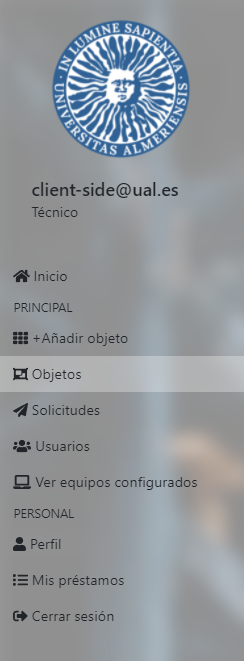 IN LUMINE SAPIENTIA
UNIVERSITAS ALMERIENSIS
client-side@ual.es
Técnico
Inicio
PRINCIPAL
+Añadir objeto
Objetos
Solicitudes
Usuarios
Ver equipos configurados
PERSONAL
Perfil
Mis préstamos
Cerrar sesión